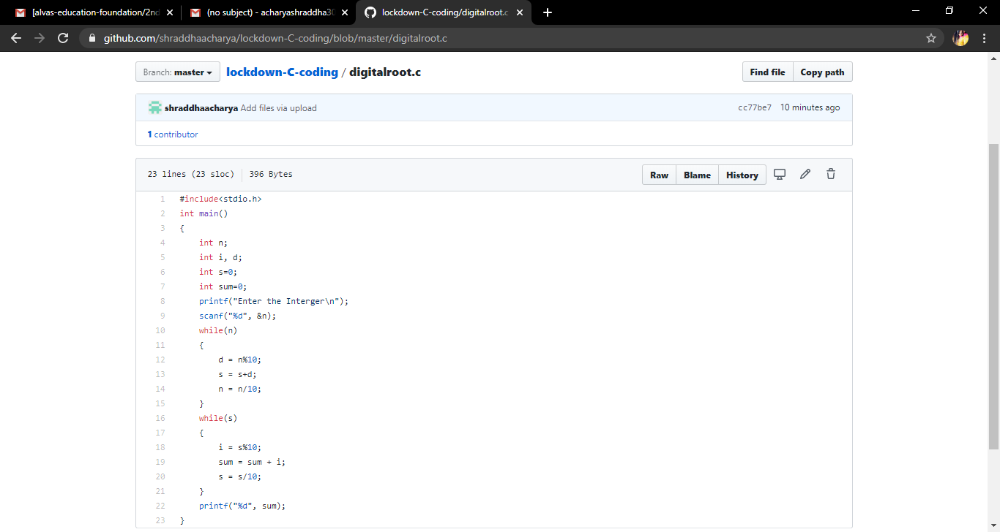 [alvas-education-foundation/2nd
(no subject) - acharyashraddha30
lockdown-C-coding/digitalroot.c
github.com/shraddhaacharya/lockdown-C-coding/blob/master/digitalroot.c
Branch: master
lockdown-C-coding / digitalroot.c
Find file
Copy path
shraddhaacharya Add files via upload
cc77be7 10 minutes ago
1 contributor
23 lines (23 sloc) 396 Bytes
Raw
Blame
History
1 #include<stdio.h>
2 int main()
3 {
4 int n;
5 int i, d;
6 int s=0;
7 int sum=0;
8 printf("Enter the Interger\n");
9 scanf("%d", &n);
10 while(n)
11 {
12 d = n%10;
13 s = s+d;
14 n = n/10;
15 }
16 while(s)
17 {
18 i = s%10;
19 sum = sum + i;
20 s = s/10;
21 }
22 printf("%d", sum);
23 }